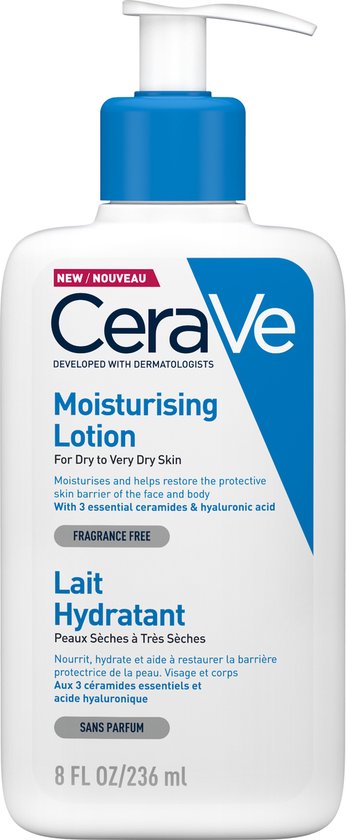 NEW / NOUVEAU
CeraVe
DEVELOPED WITH DERMATOLOGISTS
Moisturising
Lotion
For Dry to Very Dry Skin
Moisturises and helps restore the protective
skin barrier of the face and body
With 3 essential ceramides & hyaluronic acid
FRAGRANCE FREE
Lait
Hydratant
Peaux Sèches à Très Sèches
Nourrit, hydrate et aide à restaurer la barrière
protectrice de la peau. Visage et corps
Aux 3 céramides essentiels et
acide hyaluronique
SANS PARFUM
8 FL OZ/236 ml